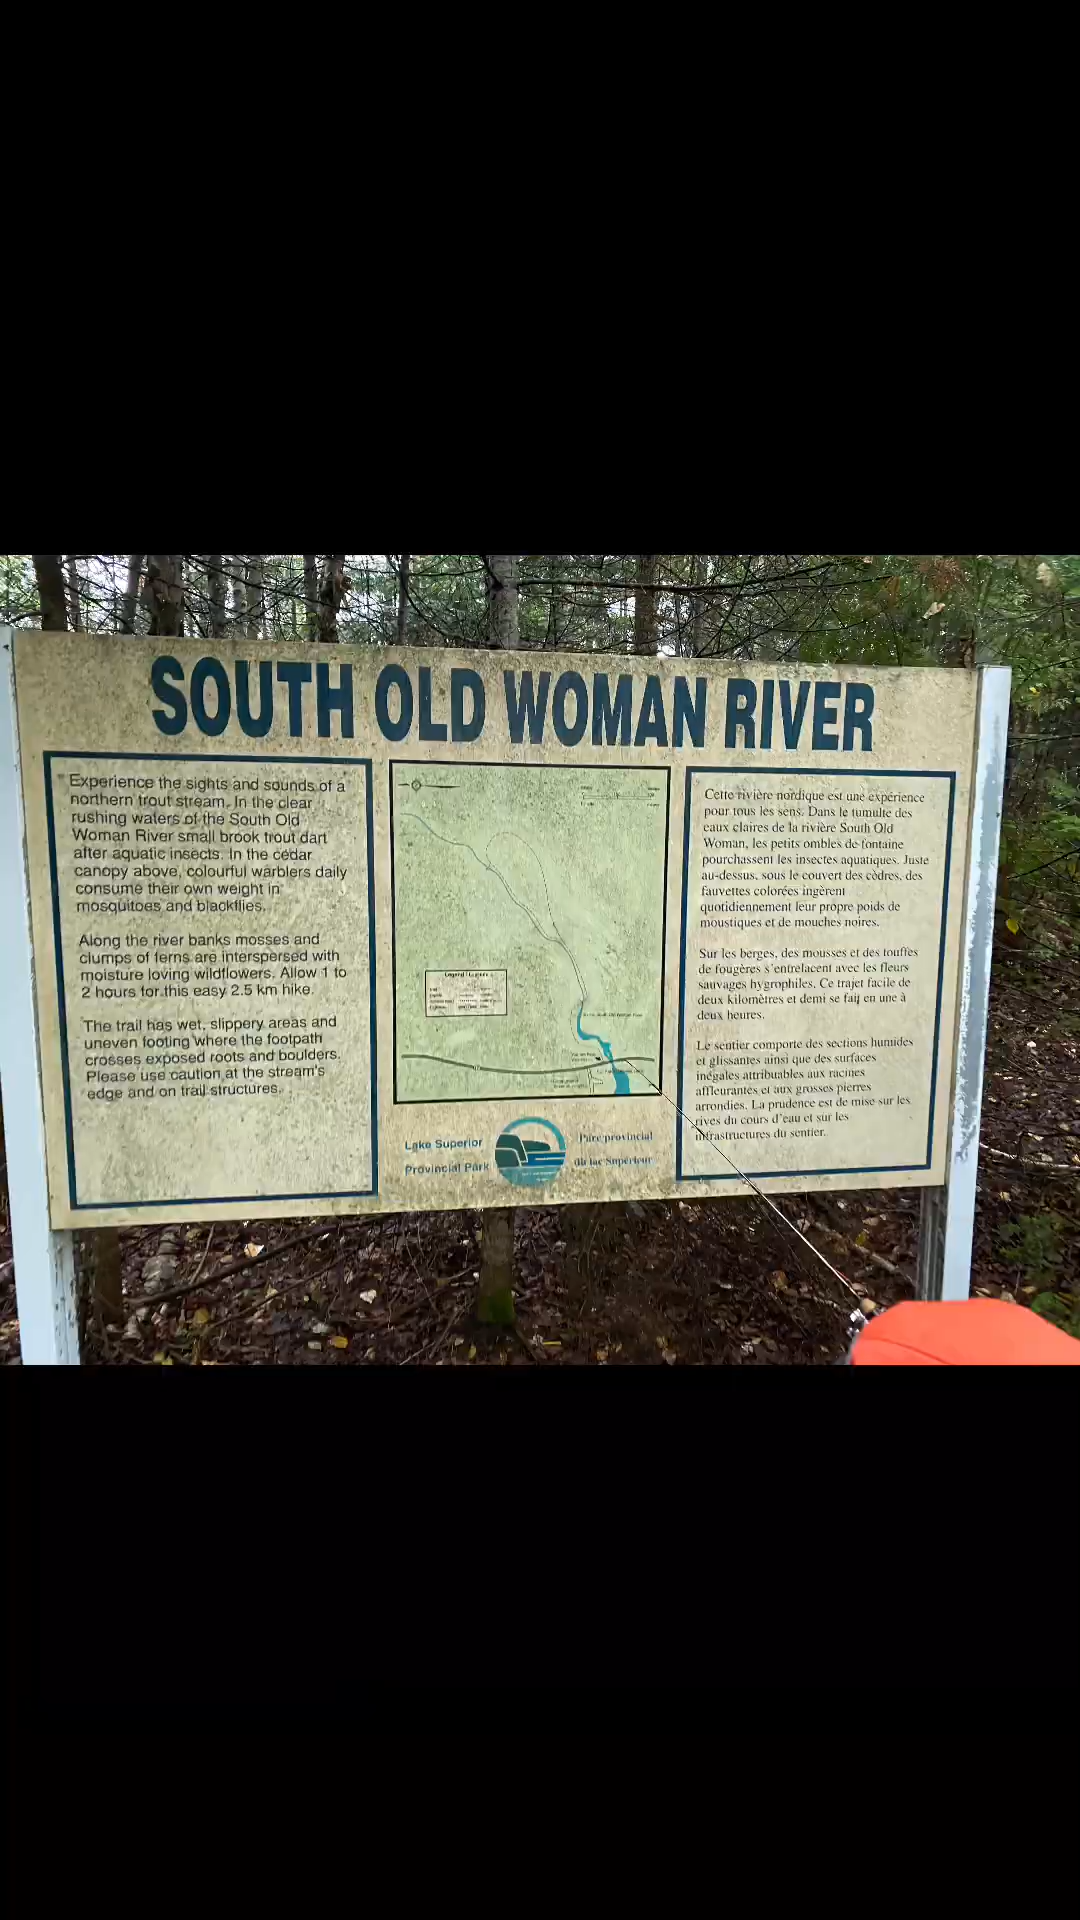 SOUTH OLD WOMAN RIVER
Experience the sights and sounds of a
northern trout stream. In the clear
rushing waters of the South Old
Woman River small brook trout dart
after aquatic insects. In the cedar
canopy above, colourful warblers daily
consume their own weight in
mosquitoes and blackflies.
Along the river banks mosses and
clumps of ferns are interspersed with
moisture loving wildflowers. Allow 1 to
2 hours for this easy 2.5 km hike.
The trail has wet, slippery areas and
uneven footing where the footpath
crosses exposed roots and boulders.
Please use caution at the stream's
edge and on trail structures.
Lake Superior
Provincial Park
Parc provincial
du lac Supérieur
Cette rivière nordique est une expérience
pour tous les sens. Dans le tumulte des
eaux claires de la rivière South Old
Woman, les petits ombles de fontaine
pourchassent les insectes aquatiques. Juste
au-dessus, sous le couvert des cèdres, des
fauvettes colorées ingèrent
quotidiennement leur propre poids de
moustiques et de mouches noires.
Sur les berges, des mousses et des touffes
de fougères s'entrelacent avec les fleurs
sauvages hygrophiles. Ce trajet facile de
deux kilomètres et demi se fait en une à
deux heures.
Le sentier comporte des sections humides
et glissantes ainsi que des surfaces
inégales attribuables aux racines
affleurantes et aux grosses pierres
arrondies. La prudence est de mise sur les
rives du cours d'eau et sur les
infrastructures du sentier.